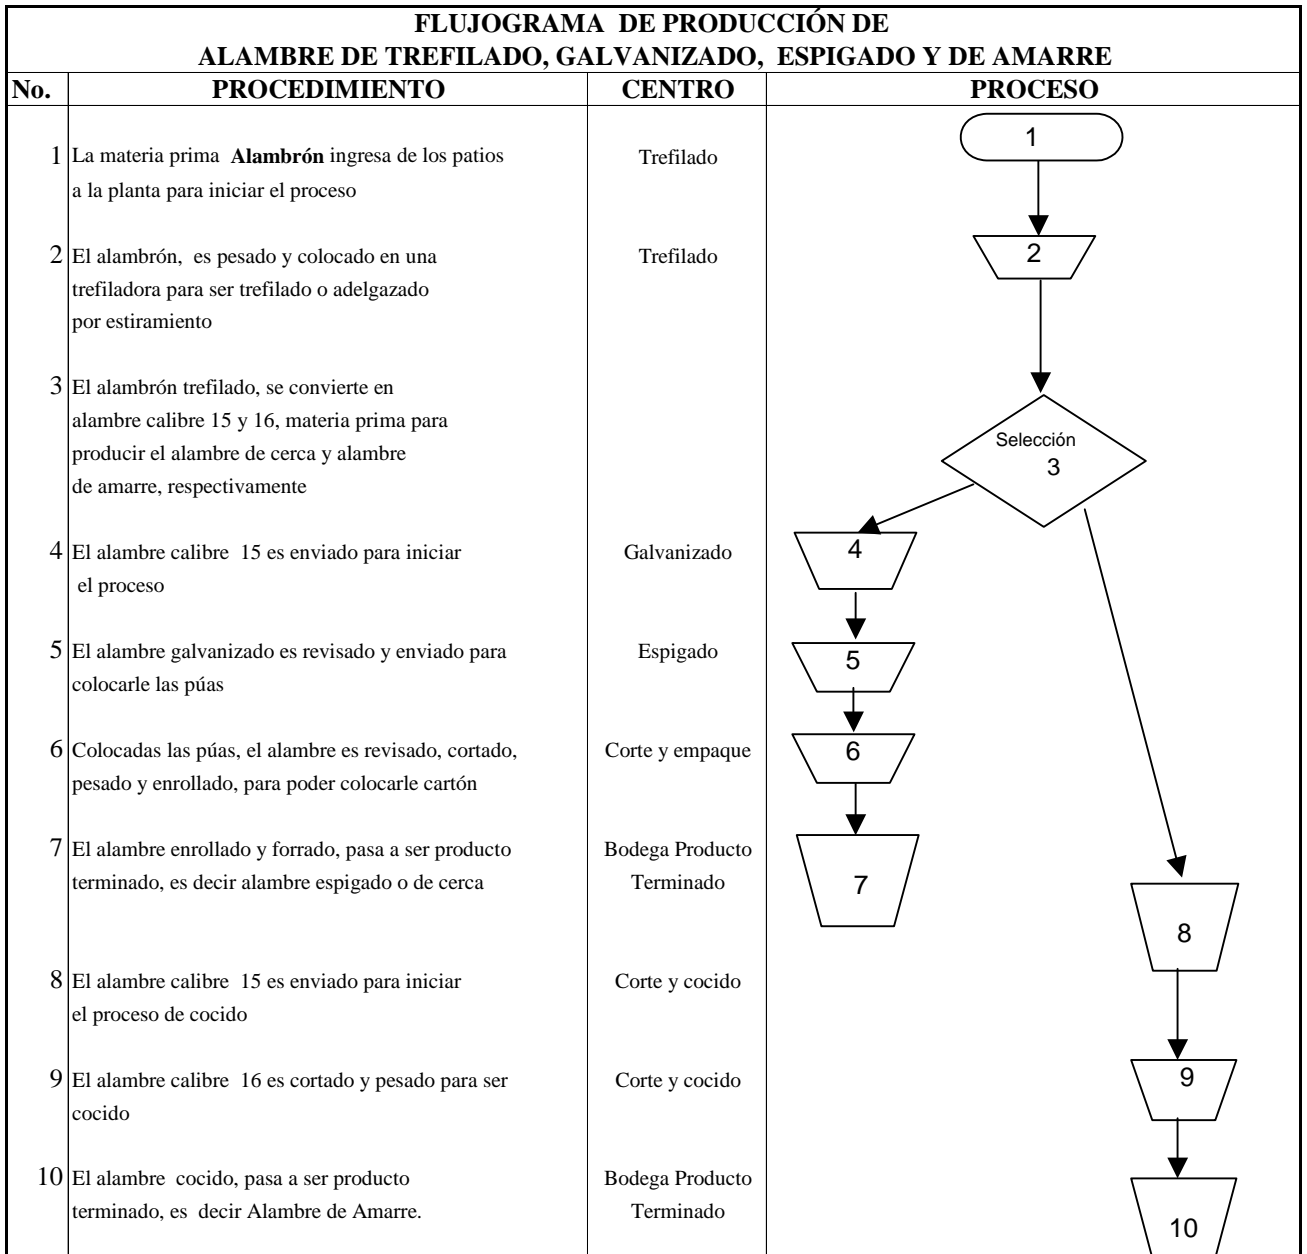 FLUJOGRAMA DE PRODUCCIÓN DE
ALAMBRE DE TREFILADO, GALVANIZADO, ESPIGADO Y DE AMARRE
No. PROCEDIMIENTO CENTRO PROCESO
1 La materia prima Alambrón ingresa de los patios Trefilado 1
a la planta para iniciar el proceso
2 El alambrón, es pesado y colocado en una Trefilado 2
trefiladora para ser trefilado o adelgazado
por estiramiento
3 El alambrón trefilado, se convierte en
alambre calibre 15 y 16, materia prima para
producir el alambre de cerca y alambre Selección
de amarre, respectivamente 3
4 El alambre calibre 15 es enviado para iniciar Galvanizado 4
el proceso
5 El alambre galvanizado es revisado y enviado para Espigado 5
colocarle las púas
6 Colocadas las púas, el alambre es revisado, cortado, Corte y empaque 6
pesado y enrollado, para poder colocarle cartón
7 El alambre enrollado y forrado, pasa a ser producto Bodega Producto
terminado, es decir alambre espigado o de cerca Terminado 7
8
8 El alambre calibre 15 es enviado para iniciar Corte y cocido
el proceso de cocido
9 El alambre calibre 16 es cortado y pesado para ser Corte y cocido 9
cocido
10 El alambre cocido, pasa a ser producto Bodega Producto
terminado, es decir Alambre de Amarre. Terminado 10